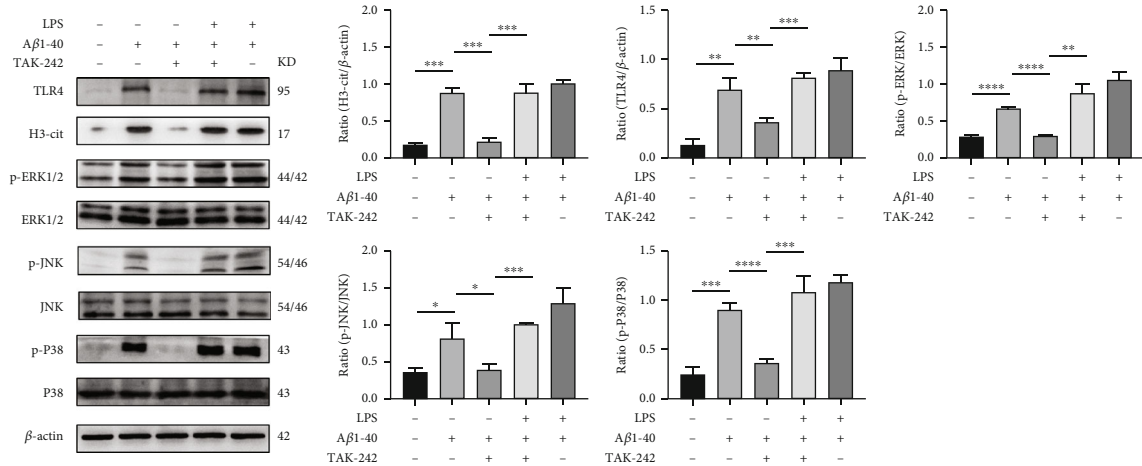 LPS – – – + +
Aβ1-40 – + + + +
TAK-242 – – + + – KD
TLR4 95
H3-cit 17
p-ERK1/2 44/42
ERK1/2 44/42
p-JNK 54/46
JNK 54/46
p-P38 43
P38 43
β-actin 42
Ratio (H3-cit/β-actin)
2.0
1.5
1.0
0.5
0.0
*** *** ***
LPS – – – + +
Aβ1-40 – + + + +
TAK-242 – – + + –
Ratio (TLR4/β-actin)
1.5
1.0
0.5
0.0
** ** ***
LPS – – – + +
Aβ1-40 – + + + +
TAK-242 – – + + –
Ratio (p-ERK/ERK)
2.0
1.5
1.0
0.5
0.0
**** **** **
LPS – – – + +
Aβ1-40 – + + + +
TAK-242 – – + + –
Ratio (p-JNK/JNK)
2.0
1.5
1.0
0.5
0.0
* * ***
LPS – – – + +
Aβ1-40 – + + + +
TAK-242 – – + + –
Ratio (p-P38/P38)
1.5
1.0
0.5
0.0
*** **** ***
LPS – – – + +
Aβ1-40 – + + + +
TAK-242 – – + + –